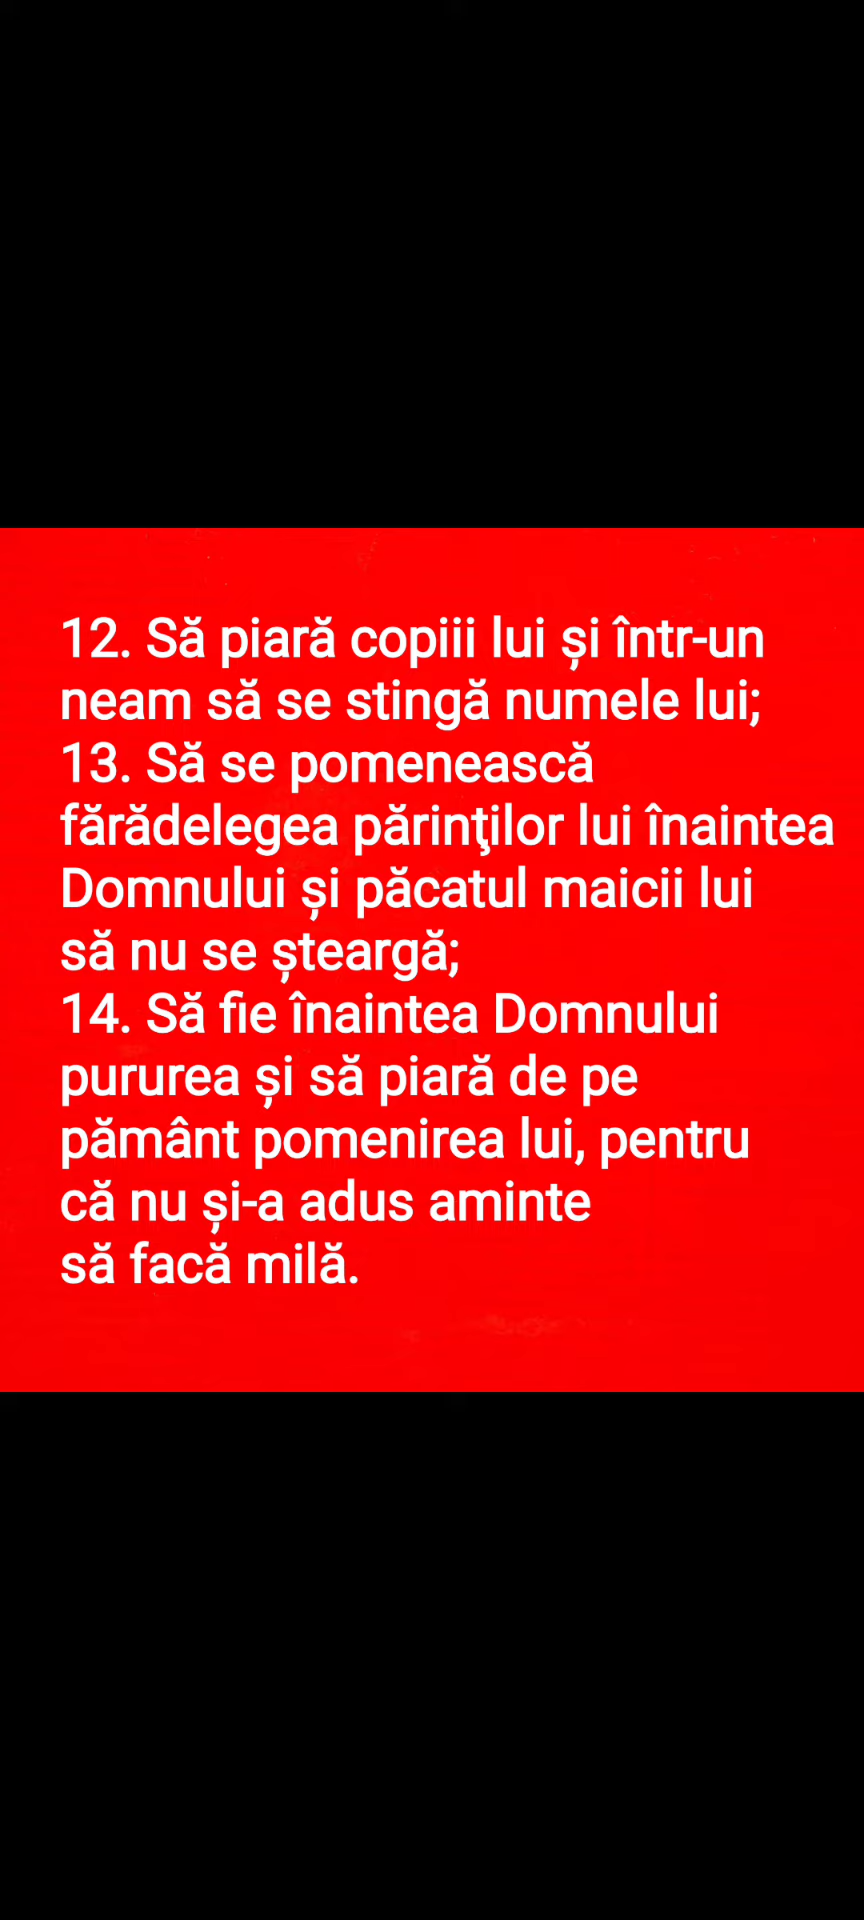 12. Să piară copiii lui și într-un
neam să se stingă numele lui;
13. Să se pomenească
fărădelegea părinţilor lui înaintea
Domnului și păcatul maicii lui
să nu se șteargă;
14. Să fie înaintea Domnului
pururea și să piară de pe
pământ pomenirea lui, pentru
că nu și-a adus aminte
să facă milă.